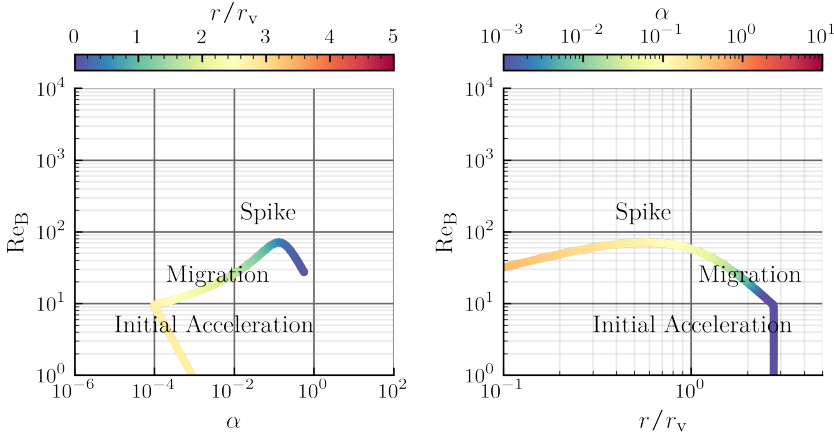 r/r_v
0 1 2 3 4 5
10^4
10^3
10^2
10^1
10^0
Re_B
Spike
Migration
Initial Acceleration
10^−6 10^−4 10^−2 10^0 10^2
α
α
10^−3 10^−2 10^−1 10^0 10^1
10^4
10^3
10^2
10^1
10^0
Re_B
Spike
Migration
Initial Acceleration
10^−1 10^0
r/r_v